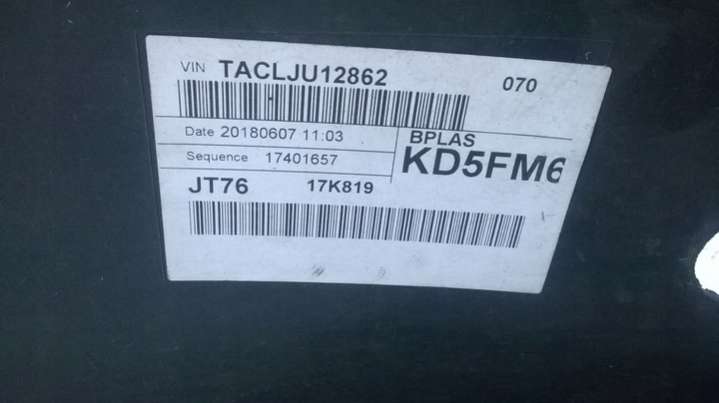 VIN TACLJU12862 070
Date 20180607 11:03
BPLAS
Sequence 17401657
KD5FM6
JT76 17K819